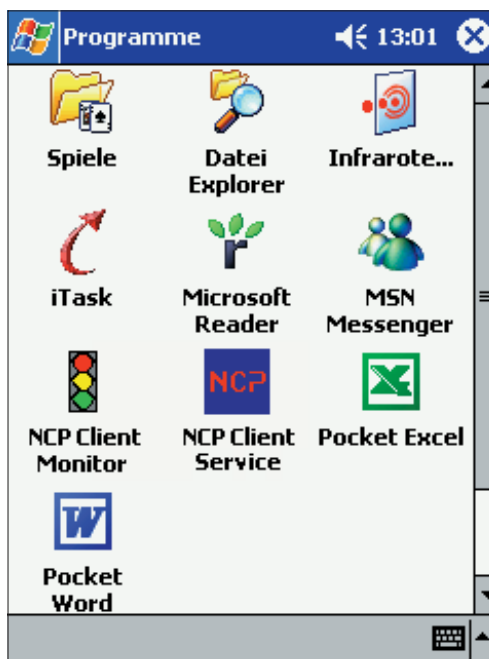 Programme 13:01
Spiele Datei Explorer Infrarote...
iTask Microsoft Reader MSN Messenger
NCP
NCP Client Monitor NCP Client Service Pocket Excel
Pocket Word